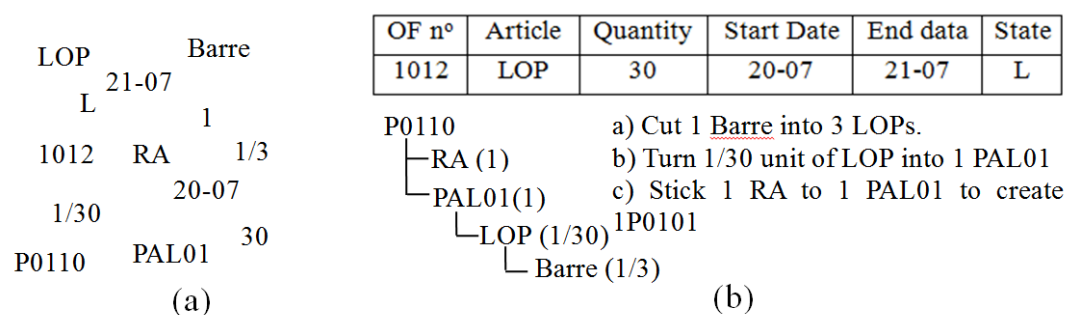 LOP
Barre
21-07
L
1
1012 RA 1/3
20-07
1/30
30
P0110 PAL01
(a)
OF nº Article Quantity Start Date End data State
1012 LOP 30 20-07 21-07 L
P0110
RA (1)
PAL01(1)
LOP (1/30)
Barre (1/3)
a) Cut 1 Barre into 3 LOPs.
b) Turn 1/30 unit of LOP into 1 PAL01
c) Stick 1 RA to 1 PAL01 to create
1P0101
(b)